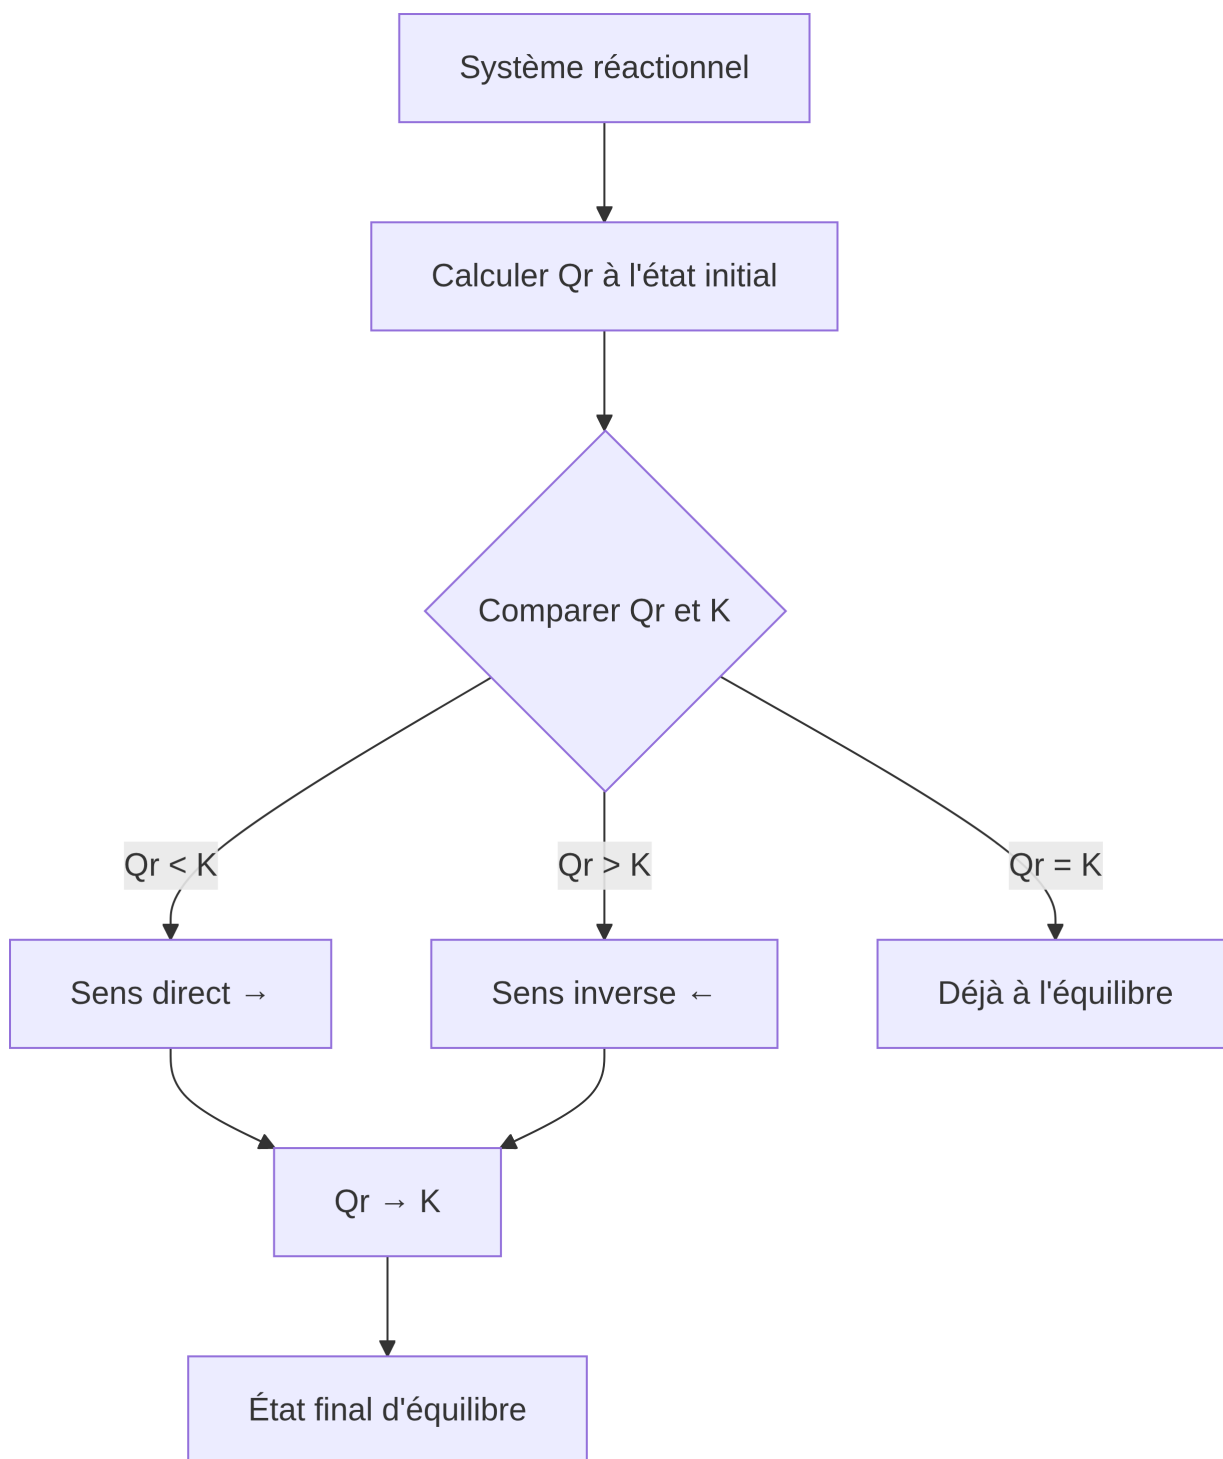 Système réactionnel
Calculer Qr à l'état initial
Comparer Qr et K
Qr < K
Qr > K
Qr = K
Sens direct →
Sens inverse ←
Déjà à l'équilibre
Qr → K
État final d'équilibre